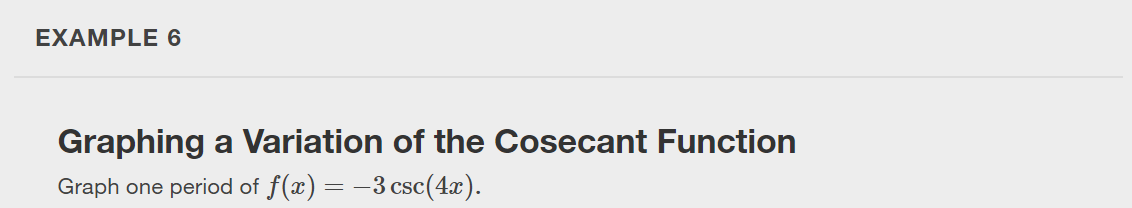 EXAMPLE 6
Graphing a Variation of the Cosecant Function
Graph one period of f(x) = −3 csc(4x).